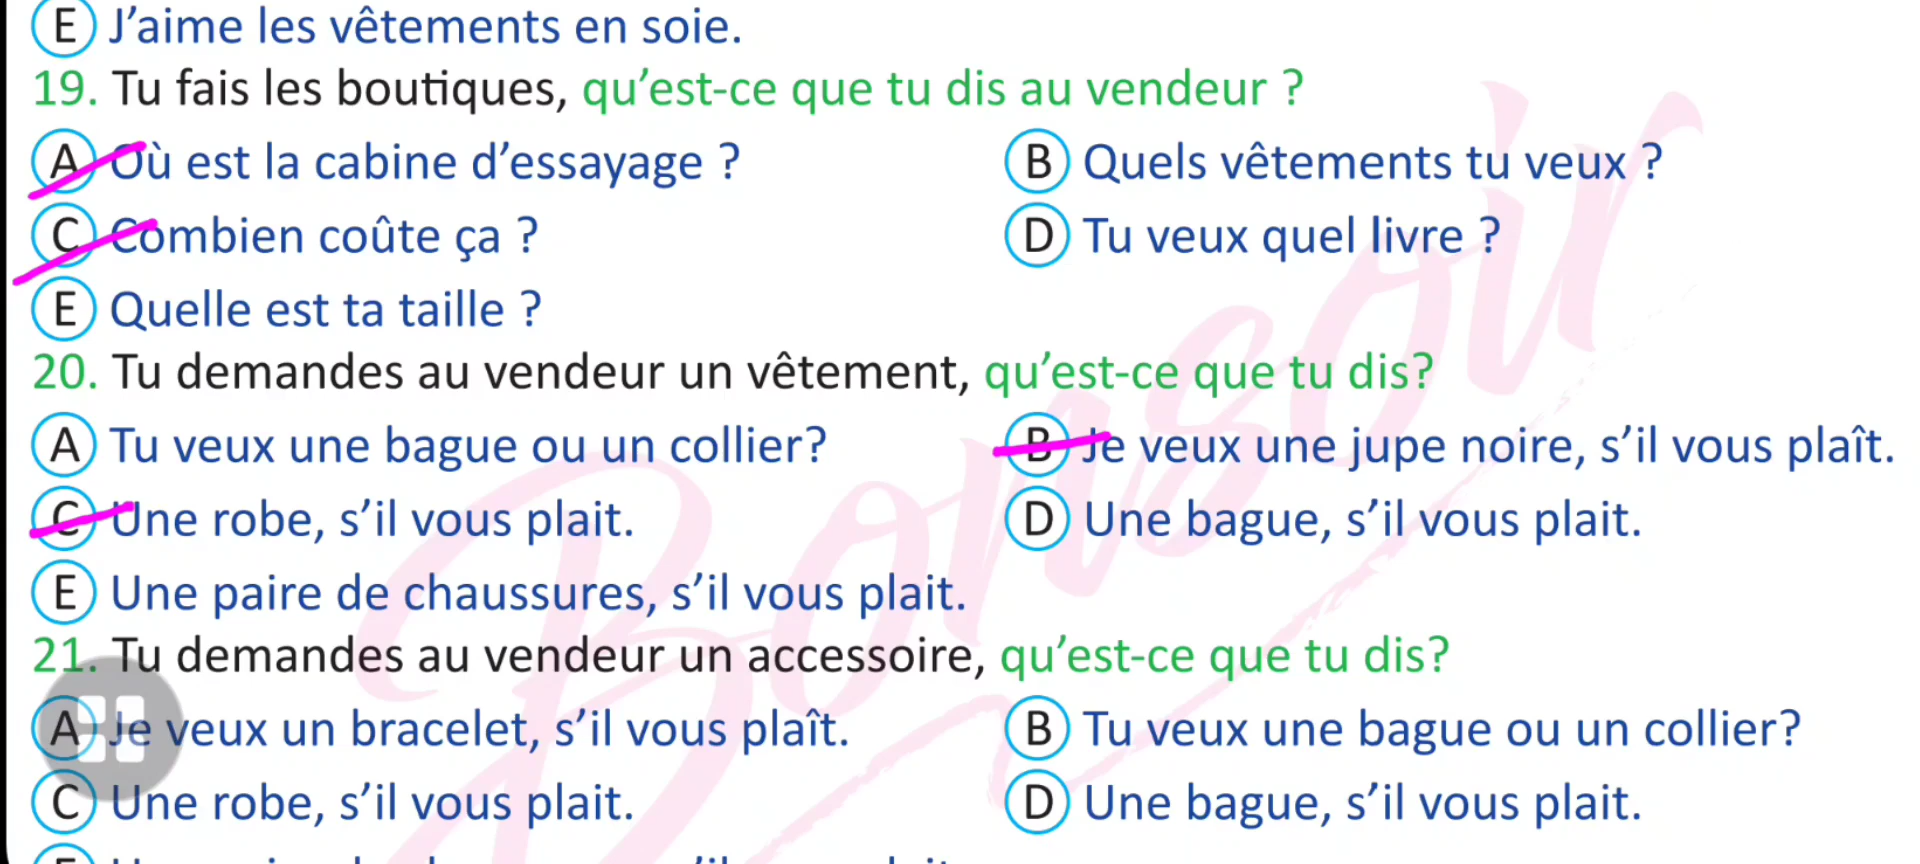 E J'aime les vêtements en soie.
19. Tu fais les boutiques, qu'est-ce que tu dis au vendeur ?
A Où est la cabine d'essayage ? B Quels vêtements tu veux ?
C Combien coûte ça ? D Tu veux quel livre ?
E Quelle est ta taille ?
20. Tu demandes au vendeur un vêtement, qu'est-ce que tu dis?
A Tu veux une bague ou un collier? B Je veux une jupe noire, s'il vous plaît.
C Une robe, s'il vous plait. D Une bague, s'il vous plait.
E Une paire de chaussures, s'il vous plait.
21. Tu demandes au vendeur un accessoire, qu'est-ce que tu dis?
A Je veux un bracelet, s'il vous plaît. B Tu veux une bague ou un collier?
C Une robe, s'il vous plait. D Une bague, s'il vous plait.
Bonsoir